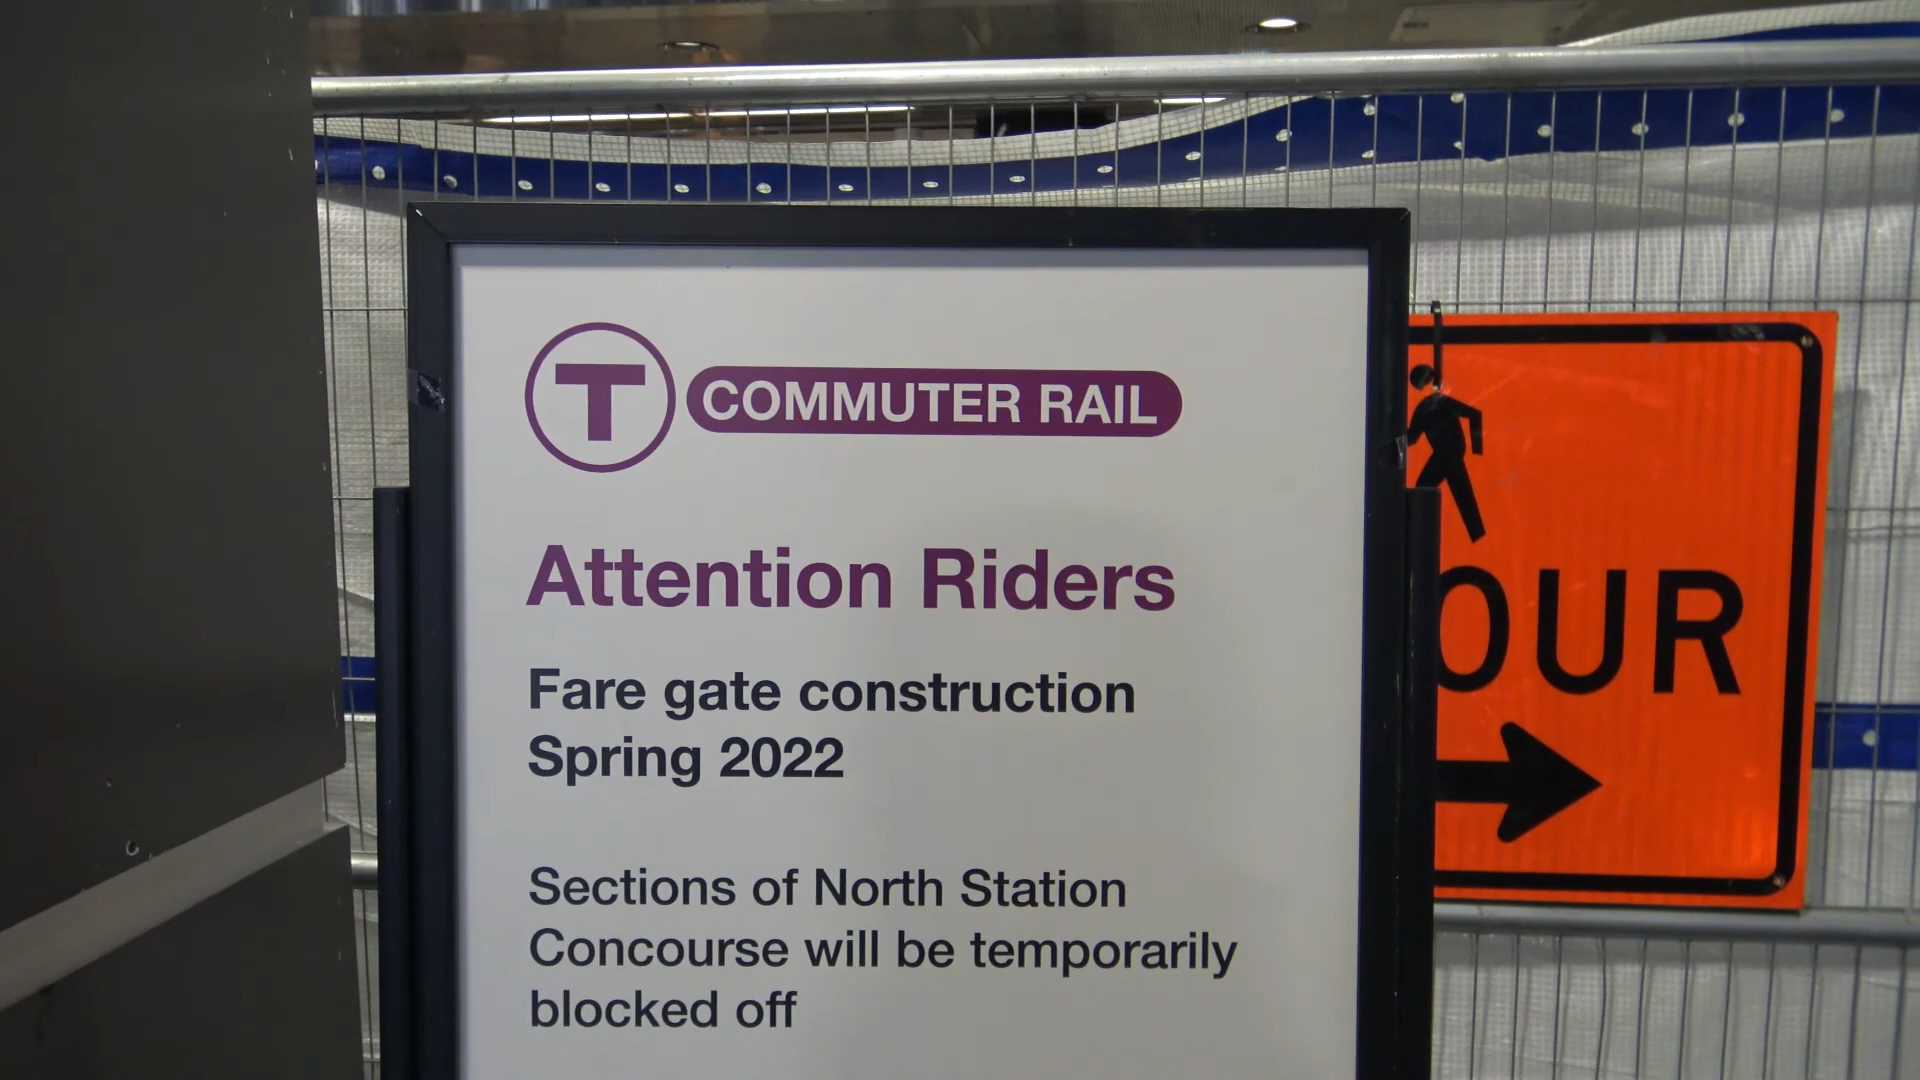 T COMMUTER RAIL
Attention Riders
Fare gate construction
Spring 2022
Sections of North Station
Concourse will be temporarily
blocked off
OUR